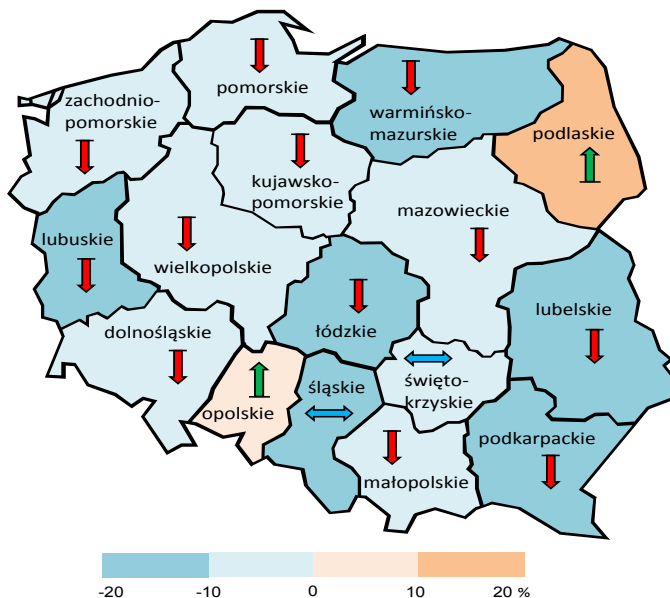 pomorskie
zachodnio-
pomorskie
warmińsko-
mazurskie
podlaskie
kujawsko-
pomorskie
mazowieckie
lubuskie
wielkopolskie
dolnośląskie
łódzkie
lubelskie
opolskie
śląskie
święto-
krzyskie
podkarpackie
małopolskie
-20 -10 0 10 20 %